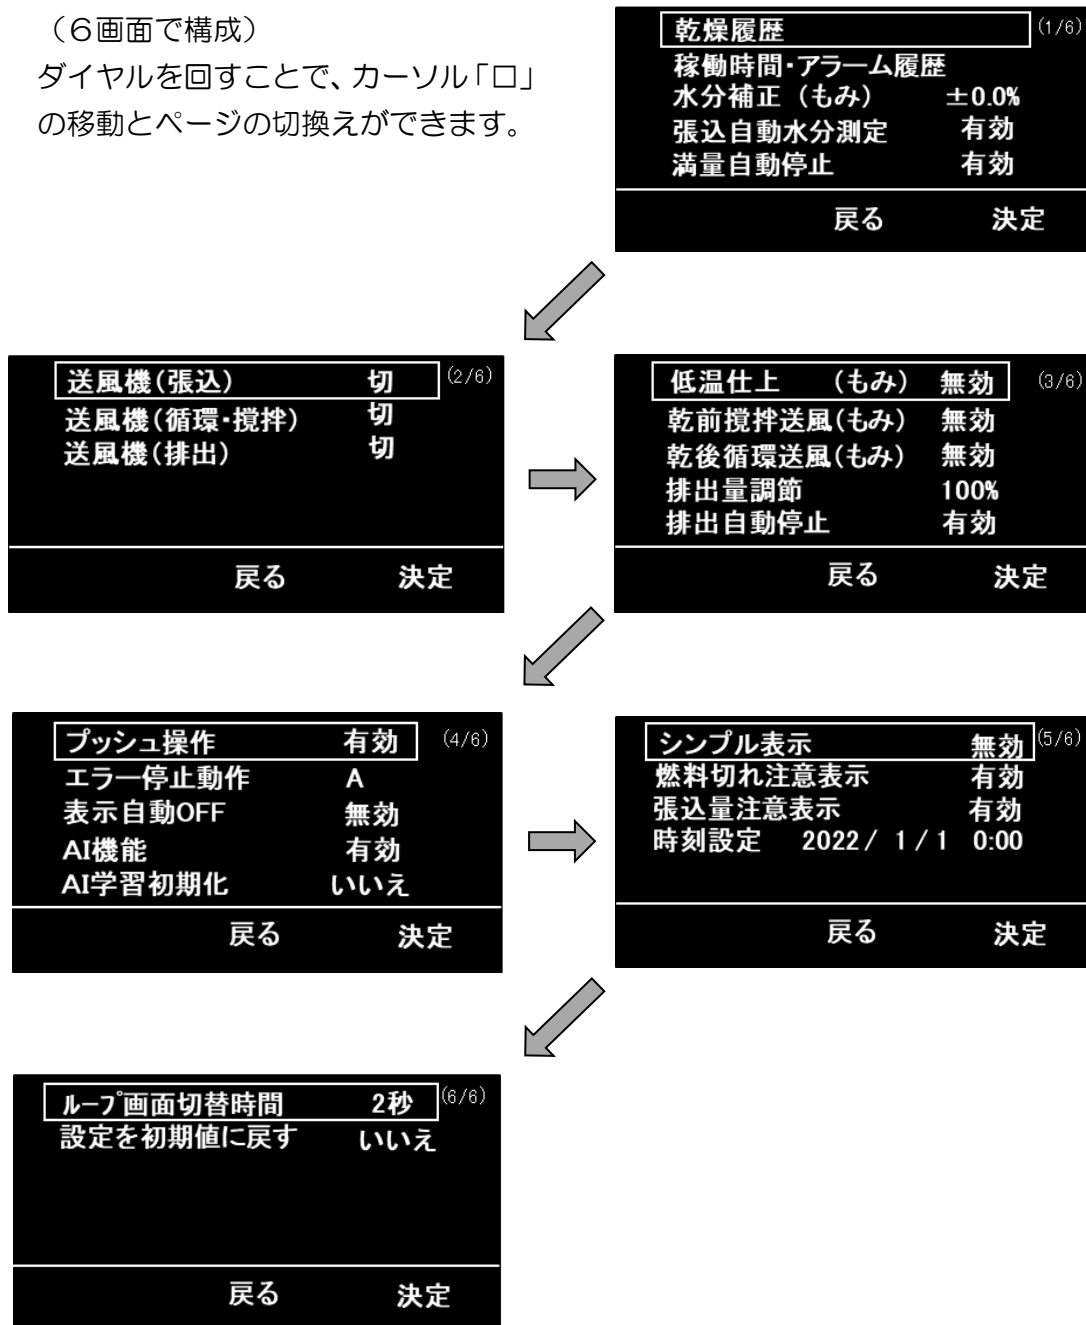 （6画面で構成）
ダイヤルを回すことで、カーソル「□」
の移動とページの切換えができます。
乾燥履歴 (1/6)
稼働時間・アラーム履歴
水分補正（もみ） ±0.0%
張込自動水分測定 有効
満量自動停止 有効
戻る 決定
送風機(張込) 切 (2/6)
送風機(循環・撹拌) 切
送風機(排出) 切
戻る 決定
低温仕上 (もみ) 無効 (3/6)
乾前撹拌送風(もみ) 無効
乾後循環送風(もみ) 無効
排出量調節 100%
排出自動停止 有効
戻る 決定
プッシュ操作 有効 (4/6)
エラー停止動作 A
表示自動OFF 無効
AI機能 有効
AI学習初期化 いいえ
戻る 決定
シンプル表示 無効 (5/6)
燃料切れ注意表示 有効
張込量注意表示 有効
時刻設定 2022/ 1/1 0:00
戻る 決定
ループ画面切替時間 2秒 (6/6)
設定を初期値に戻す いいえ
戻る 決定